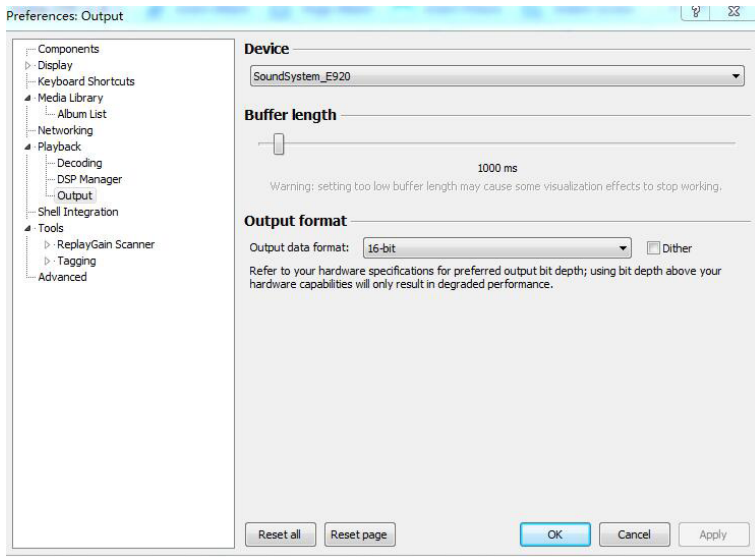 Preferences: Output
Components
Display
Keyboard Shortcuts
Media Library
Album List
Networking
Playback
Decoding
DSP Manager
Output
Shell Integration
Tools
ReplayGain Scanner
Tagging
Advanced
Device
SoundSystem_E920
Buffer length
1000 ms
Warning: setting too low buffer length may cause some visualization effects to stop working.
Output format
Output data format: 16-bit Dither
Refer to your hardware specifications for preferred output bit depth; using bit depth above your
hardware capabilities will only result in degraded performance.
Reset all Reset page OK Cancel Apply